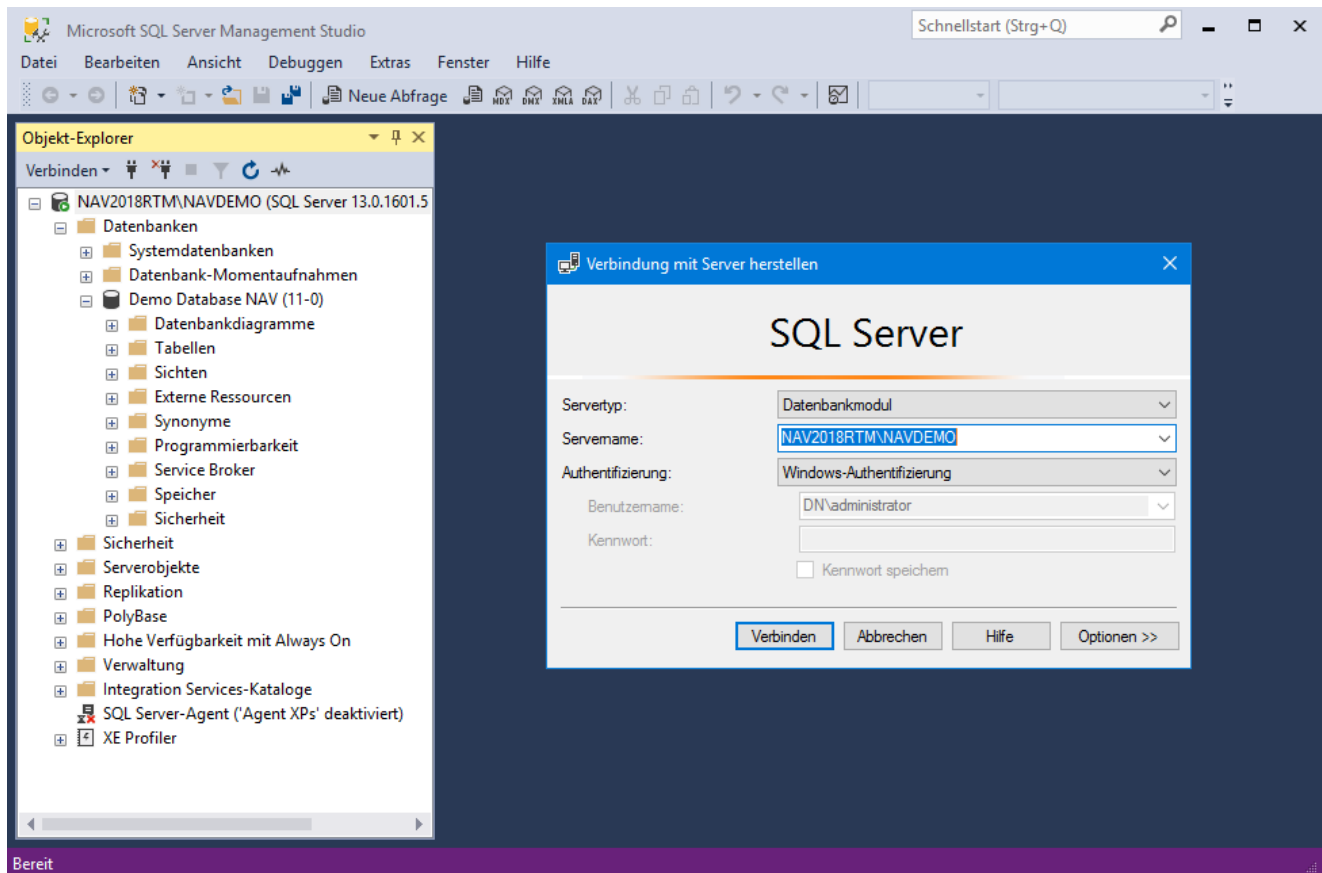 Microsoft SQL Server Management Studio
Schnellstart (Strg+Q)
Datei Bearbeiten Ansicht Debuggen Extras Fenster Hilfe
Neue Abfrage MDX DMX XMLA DAX
Objekt-Explorer
Verbinden
NAV2018RTM\NAVDEMO (SQL Server 13.0.1601.5
Datenbanken
Systemdatenbanken
Datenbank-Momentaufnahmen
Demo Database NAV (11-0)
Datenbankdiagramme
Tabellen
Sichten
Externe Ressourcen
Synonyme
Programmierbarkeit
Service Broker
Speicher
Sicherheit
Sicherheit
Serverobjekte
Replikation
PolyBase
Hohe Verfügbarkeit mit Always On
Verwaltung
Integration Services-Kataloge
SQL Server-Agent ('Agent XPs' deaktiviert)
XE Profiler
Verbindung mit Server herstellen
SQL Server
Servertyp: Datenbankmodul
Servername: NAV2018RTM\NAVDEMO
Authentifizierung: Windows-Authentifizierung
Benutzername: DN\administrator
Kennwort:
Kennwort speichern
Verbinden Abbrechen Hilfe Optionen >>
Bereit